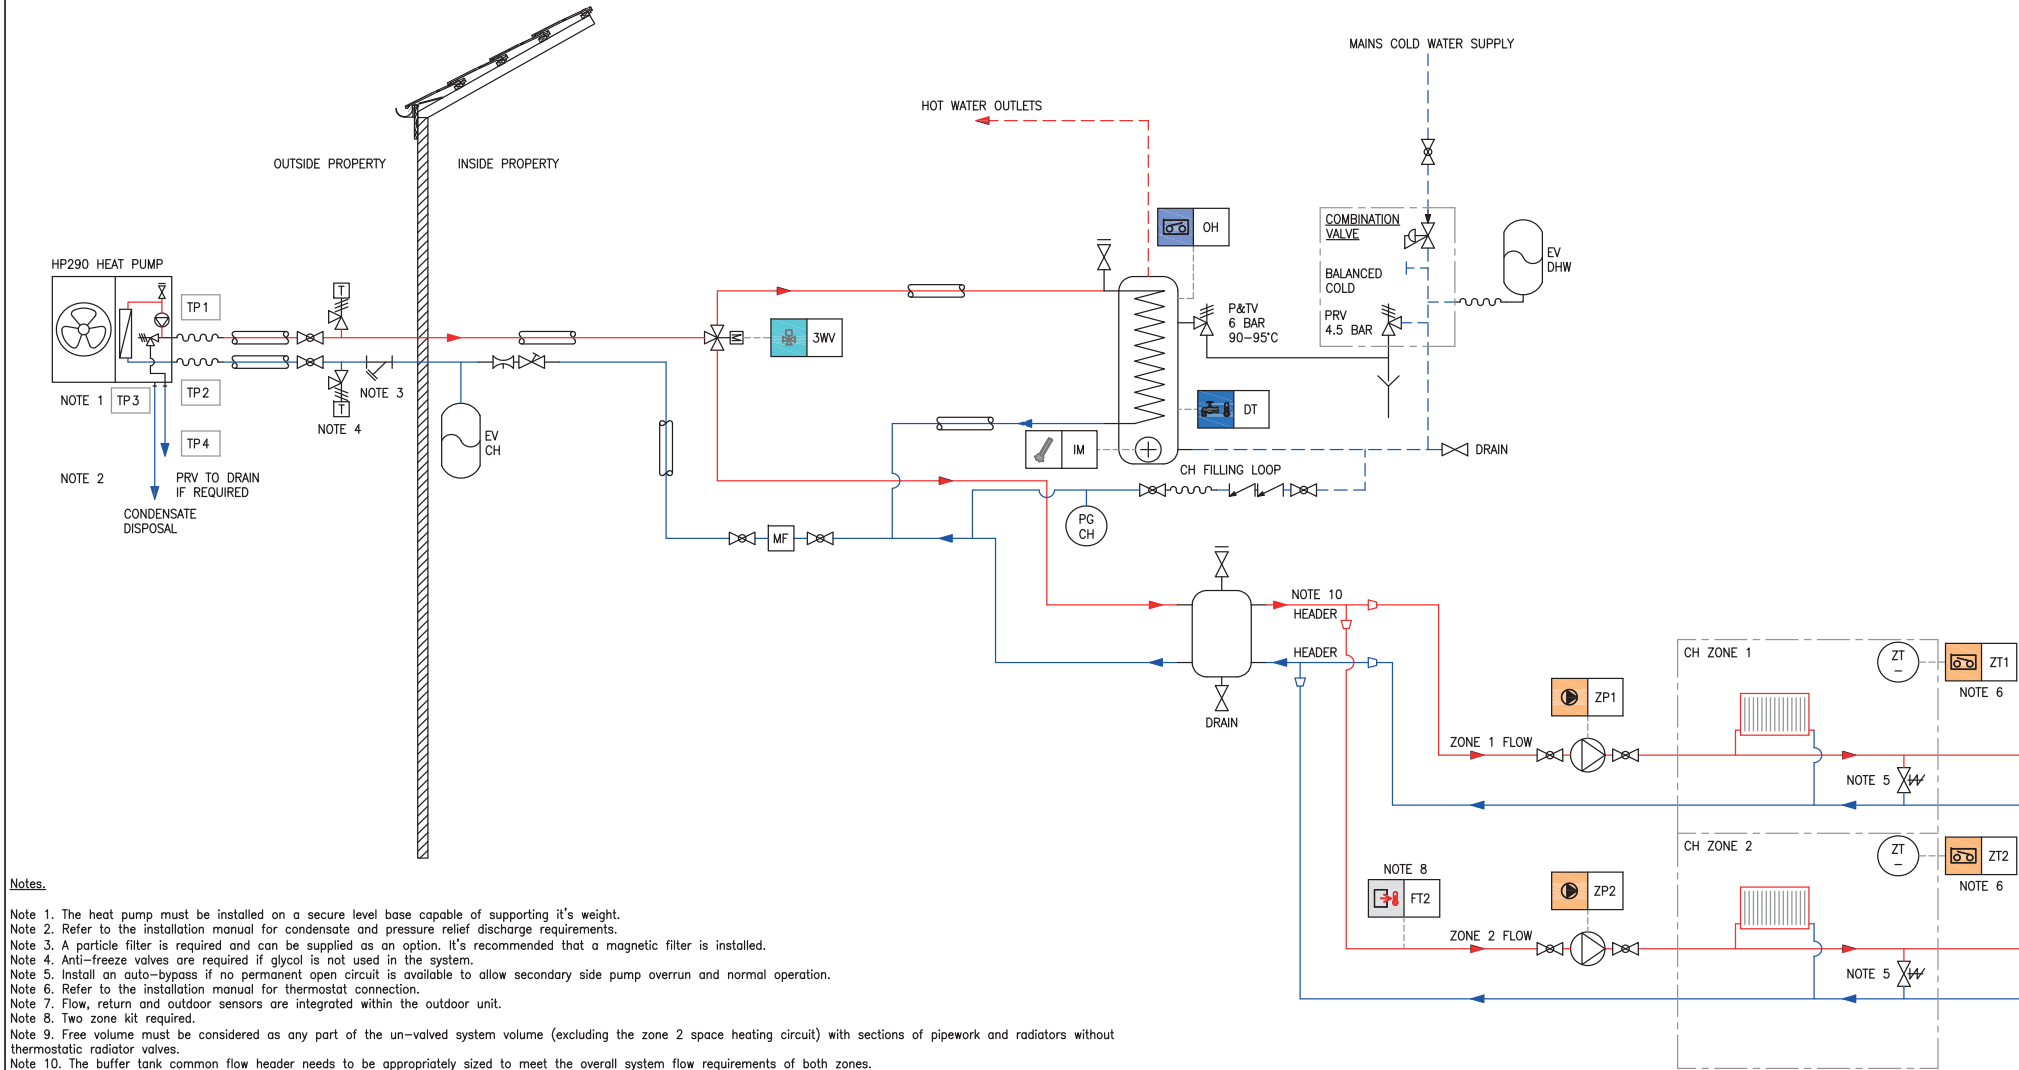 MAINS COLD WATER SUPPLY
HOT WATER OUTLETS
OUTSIDE PROPERTY
INSIDE PROPERTY
OH
COMBINATION
VALVE
BALANCED
COLD
PRV
4.5 BAR
EV
DHW
HP290 HEAT PUMP
TP1
T
3WV
M
P&TV
6 BAR
90-95°C
NOTE 1
TP3
TP2
NOTE 3
T
NOTE 4
TP4
EV
CH
DT
IM
DRAIN
NOTE 2
PRV TO DRAIN
IF REQUIRED
CONDENSATE
DISPOSAL
CH FILLING LOOP
PG
CH
MF
NOTE 10
HEADER
HEADER
DRAIN
CH ZONE 1
ZT
-
ZT1
NOTE 6
ZP1
ZONE 1 FLOW
NOTE 5
CH ZONE 2
ZT
-
ZT2
NOTE 6
NOTE 8
FT2
ZP2
ZONE 2 FLOW
NOTE 5
Notes.
Note 1. The heat pump must be installed on a secure level base capable of supporting it's weight.
Note 2. Refer to the installation manual for condensate and pressure relief discharge requirements.
Note 3. A particle filter is required and can be supplied as an option. It's recommended that a magnetic filter is installed.
Note 4. Anti-freeze valves are required if glycol is not used in the system.
Note 5. Install an auto-bypass if no permanent open circuit is available to allow secondary side pump overrun and normal operation.
Note 6. Refer to the installation manual for thermostat connection.
Note 7. Flow, return and outdoor sensors are integrated within the outdoor unit.
Note 8. Two zone kit required.
Note 9. Free volume must be considered as any part of the un-valved system volume (excluding the zone 2 space heating circuit) with sections of pipework and radiators without
thermostatic radiator valves.
Note 10. The buffer tank common flow header needs to be appropriately sized to meet the overall system flow requirements of both zones.